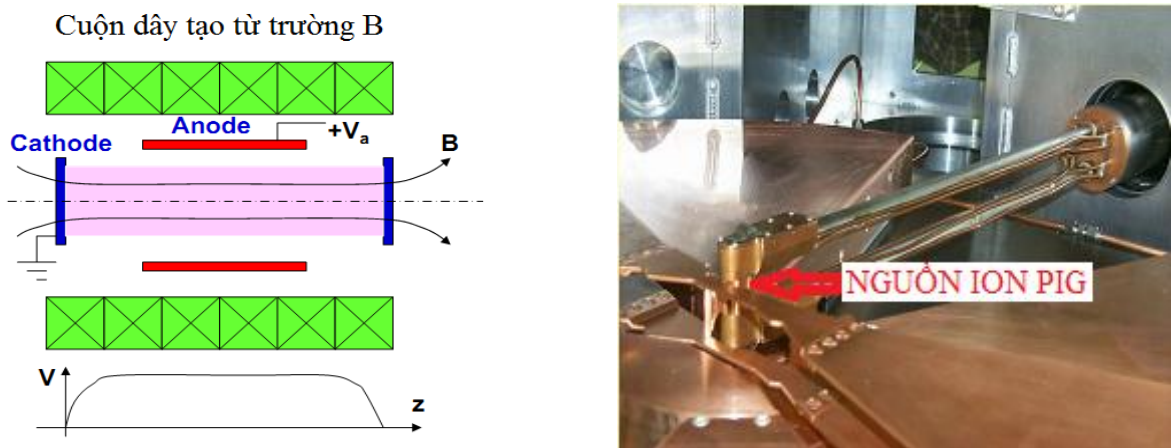 Cuộn dây tạo từ trường B
Anode
+Va
Cathode
B
V
z
NGUỒN ION PIG